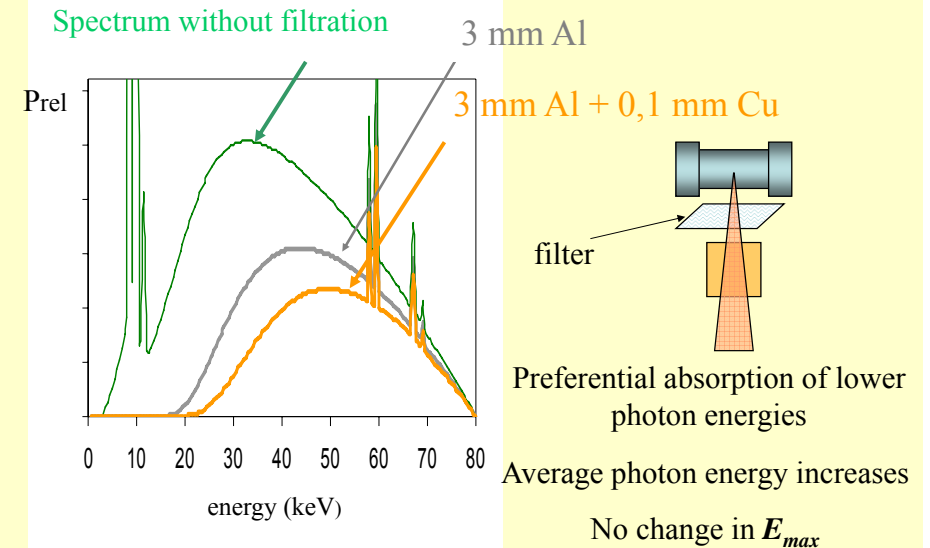 Spectrum without filtration
3 mm Al
3 mm Al + 0,1 mm Cu
Prel
0 10 20 30 40 50 60 70 80
energy (keV)
filter
Preferential absorption of lower
photon energies
Average photon energy increases
No change in Emax